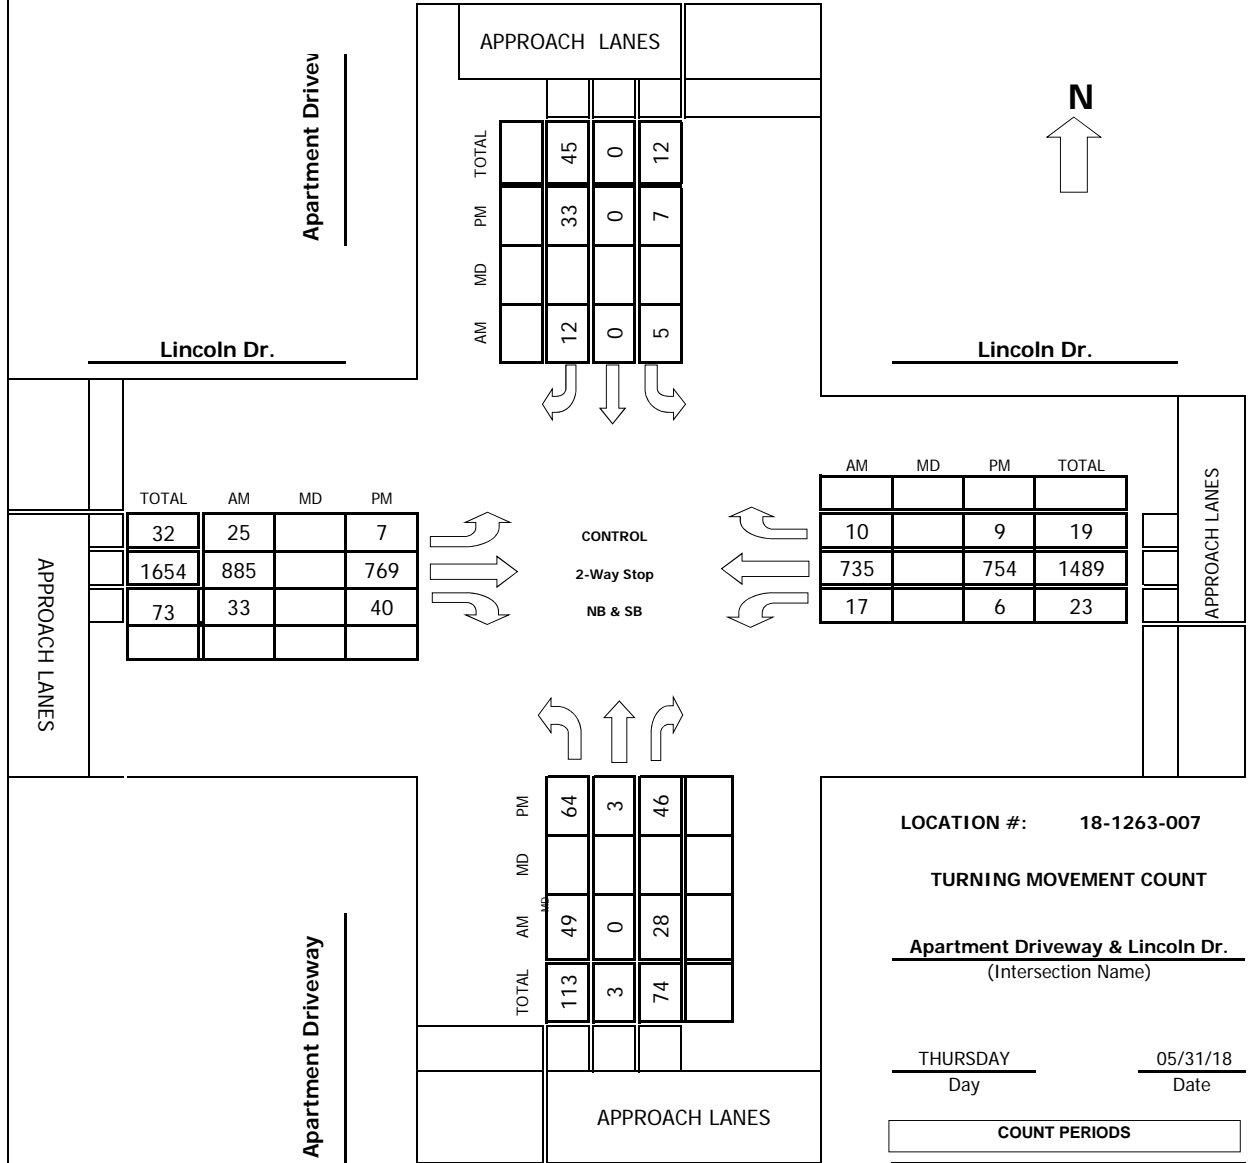 APPROACH LANES
Apartment Drivew
N
TOTAL 45 0 12
PM 33 0 7
MD
AM 12 0 5
Lincoln Dr.
Lincoln Dr.
TOTAL AM MD PM
32 25 7
1654 885 769
73 33 40
APPROACH LANES
CONTROL
2-Way Stop
NB & SB
AM MD PM TOTAL
10 9 19
735 754 1489
17 6 23
APPROACH LANES
PM 64 3 46
MD
MD
AM 49 0 28
TOTAL 113 3 74
Apartment Driveway
APPROACH LANES
LOCATION #: 18-1263-007
TURNING MOVEMENT COUNT
Apartment Driveway & Lincoln Dr.
(Intersection Name)
THURSDAY 05/31/18
Day Date
COUNT PERIODS